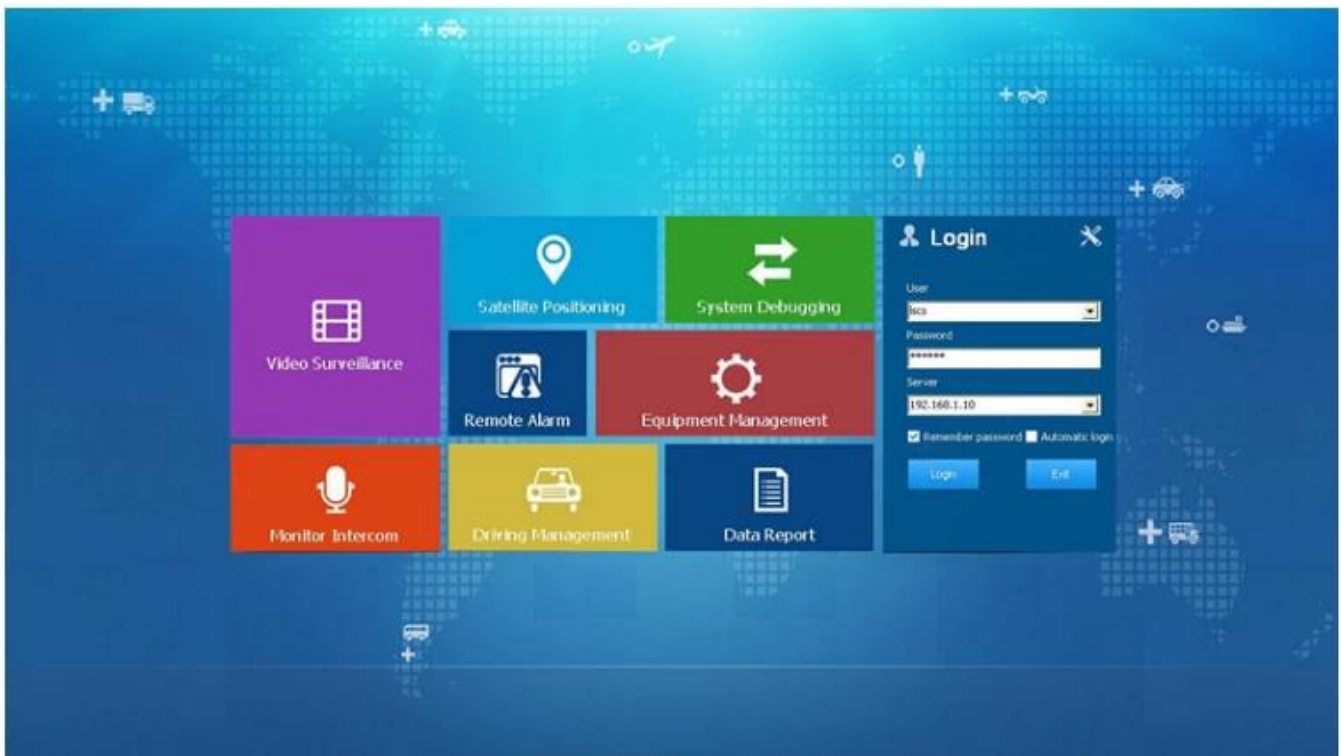 Video Surveillance
Satellite Positioning
System Debugging
Remote Alarm
Equipment Management
Monitor Intercom
Driving Management
Data Report
Login
User
Password
******
Server
192.168.1.10
Remember password
Automatic login
Login
Exit